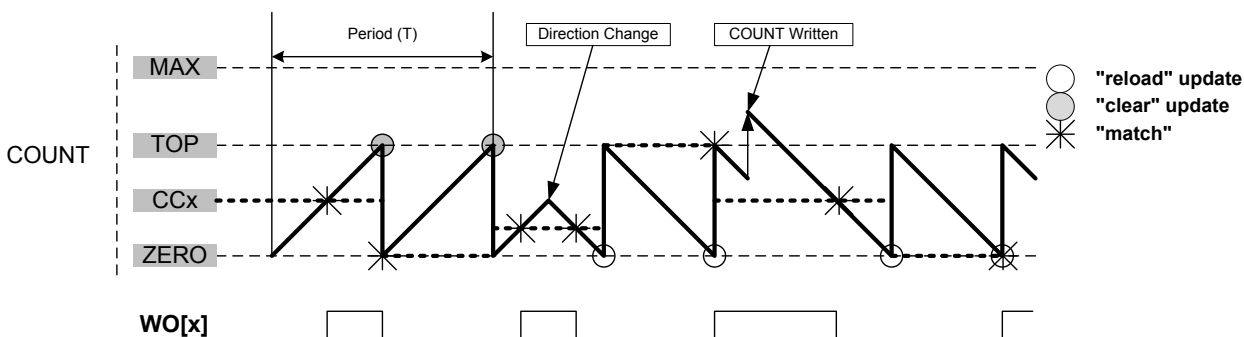 Period (T)
Direction Change
COUNT Written
MAX
"reload" update
"clear" update
TOP
"match"
COUNT
CCx
ZERO
WO[x]